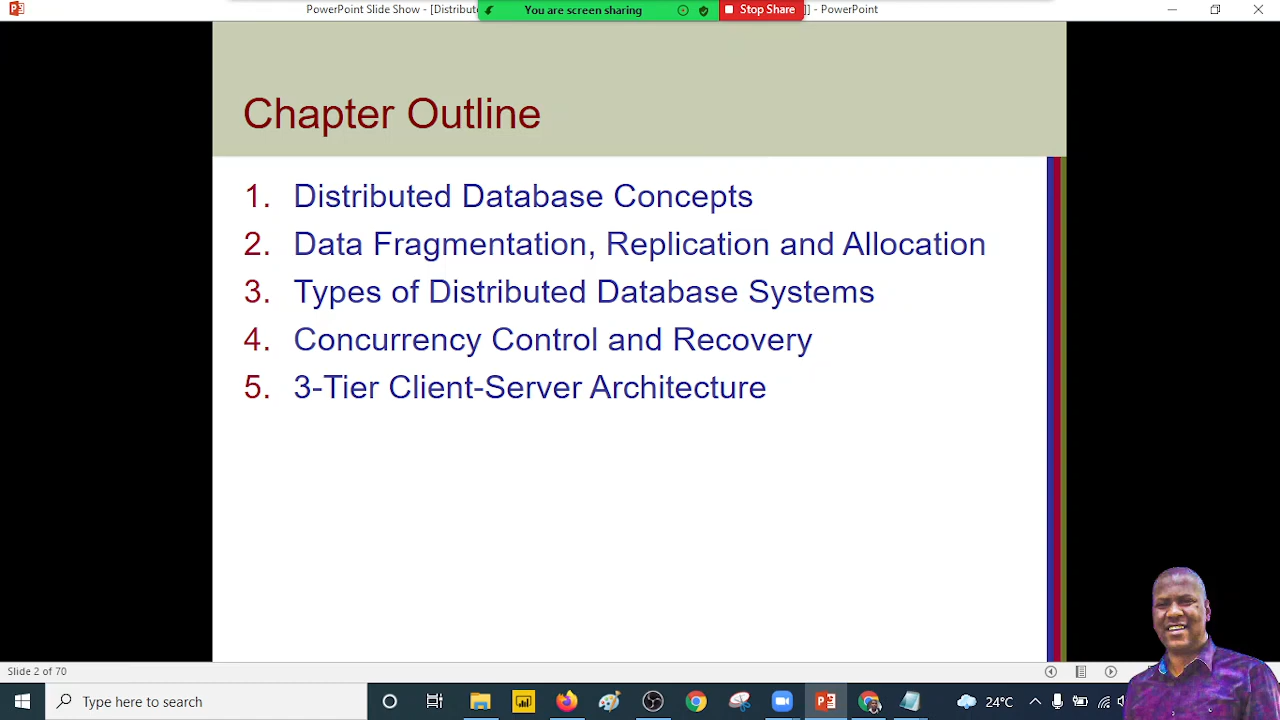 PowerPoint Slide Show - [Distribut
You are screen sharing
Stop Share
]] - PowerPoint
Chapter Outline
1. Distributed Database Concepts
2. Data Fragmentation, Replication and Allocation
3. Types of Distributed Database Systems
4. Concurrency Control and Recovery
5. 3-Tier Client-Server Architecture
Slide 2 of 70
Type here to search
24°C